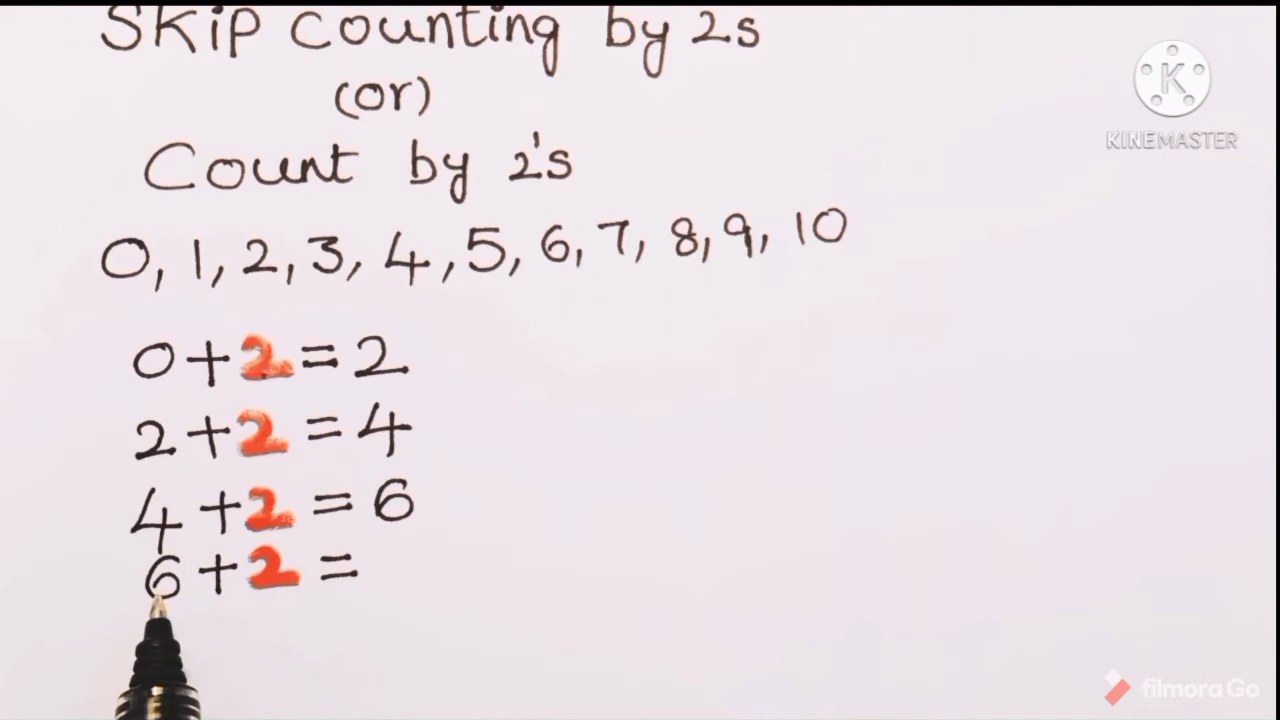 Skip counting by 2s
(or)
Count by 2's
0, 1, 2, 3, 4, 5, 6, 7, 8, 9, 10
0+2=2
2+2=4
4+2=6
6+2=
K
KINEMASTER
filmora Go